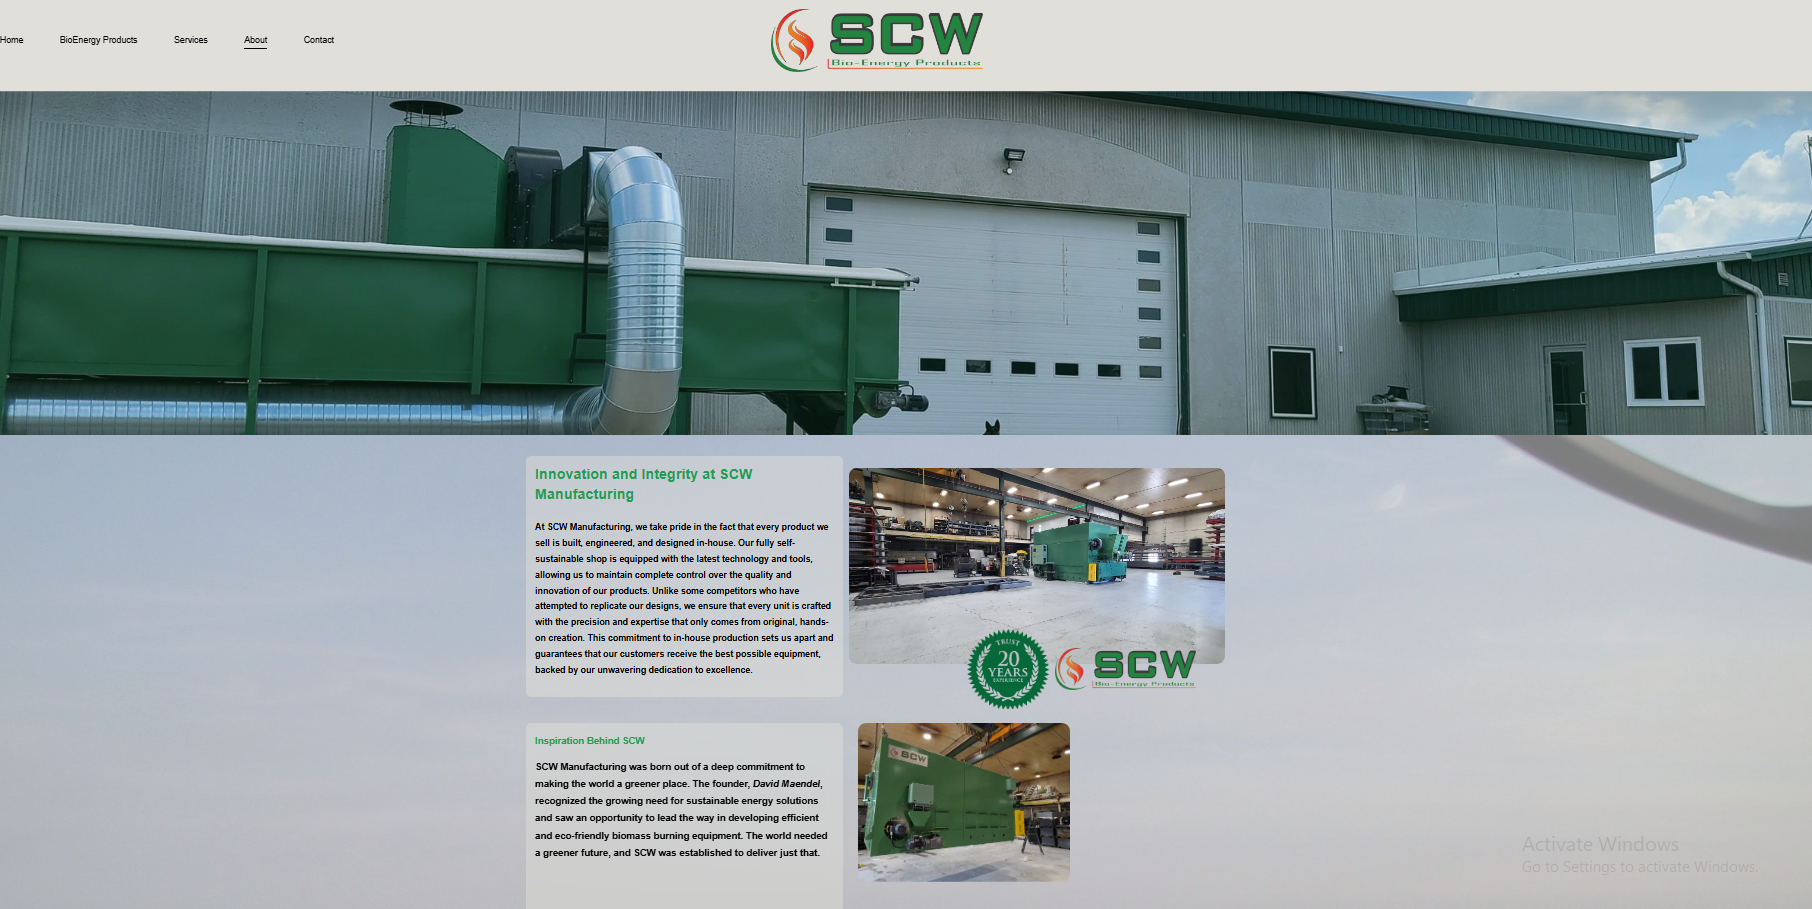 Home
BioEnergy Products
Services
About
Contact
SCW
Bio-Energy Products
Innovation and Integrity at SCW
Manufacturing
At SCW Manufacturing, we take pride in the fact that every product we
sell is built, engineered, and designed in-house. Our fully self-
sustainable shop is equipped with the latest technology and tools,
allowing us to maintain complete control over the quality and
innovation of our products. Unlike some competitors who have
attempted to replicate our designs, we ensure that every unit is crafted
with the precision and expertise that only comes from original, hands-
on creation. This commitment to in-house production sets us apart and
guarantees that our customers receive the best possible equipment,
backed by our unwavering dedication to excellence.
TRUST
20
YEARS
EXPERIENCE
SCW
Bio-Energy Products
Inspiration Behind SCW
SCW Manufacturing was born out of a deep commitment to
making the world a greener place. The founder, David Maendel,
recognized the growing need for sustainable energy solutions
and saw an opportunity to lead the way in developing efficient
and eco-friendly biomass burning equipment. The world needed
a greener future, and SCW was established to deliver just that.
SCW
Activate Windows
Go to Settings to activate Windows.